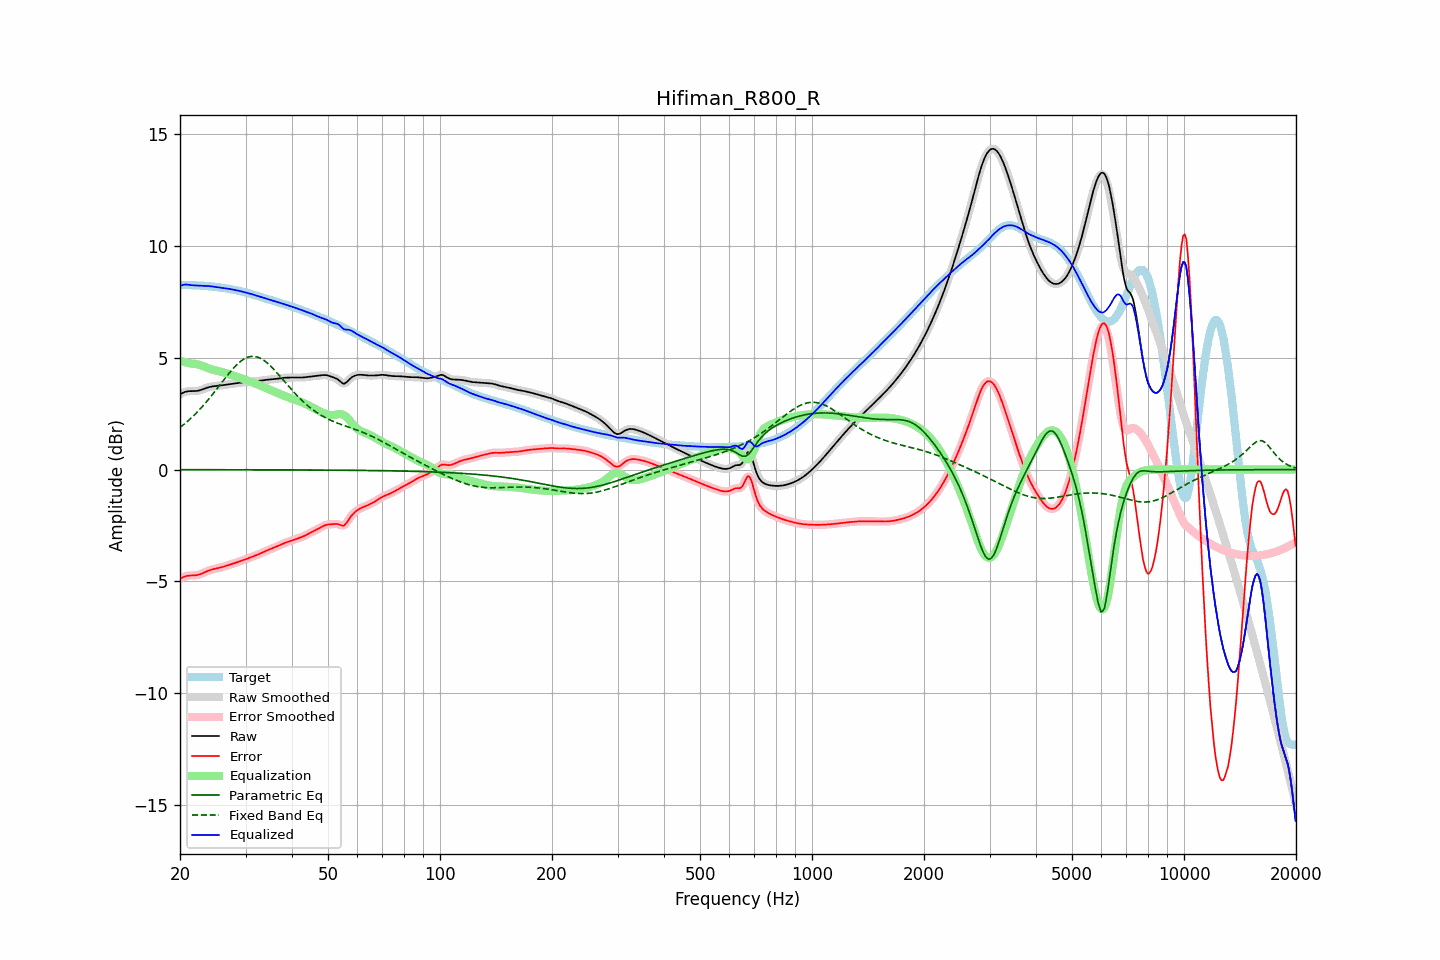 Hifiman_R800_R
Amplitude (dBr)
15
10
5
0
−5
−10
−15
Target
Raw Smoothed
Error Smoothed
Raw
Error
Equalization
Parametric Eq
Fixed Band Eq
Equalized
20 50 100 200 500 1000 2000 5000 10000 20000
Frequency (Hz)